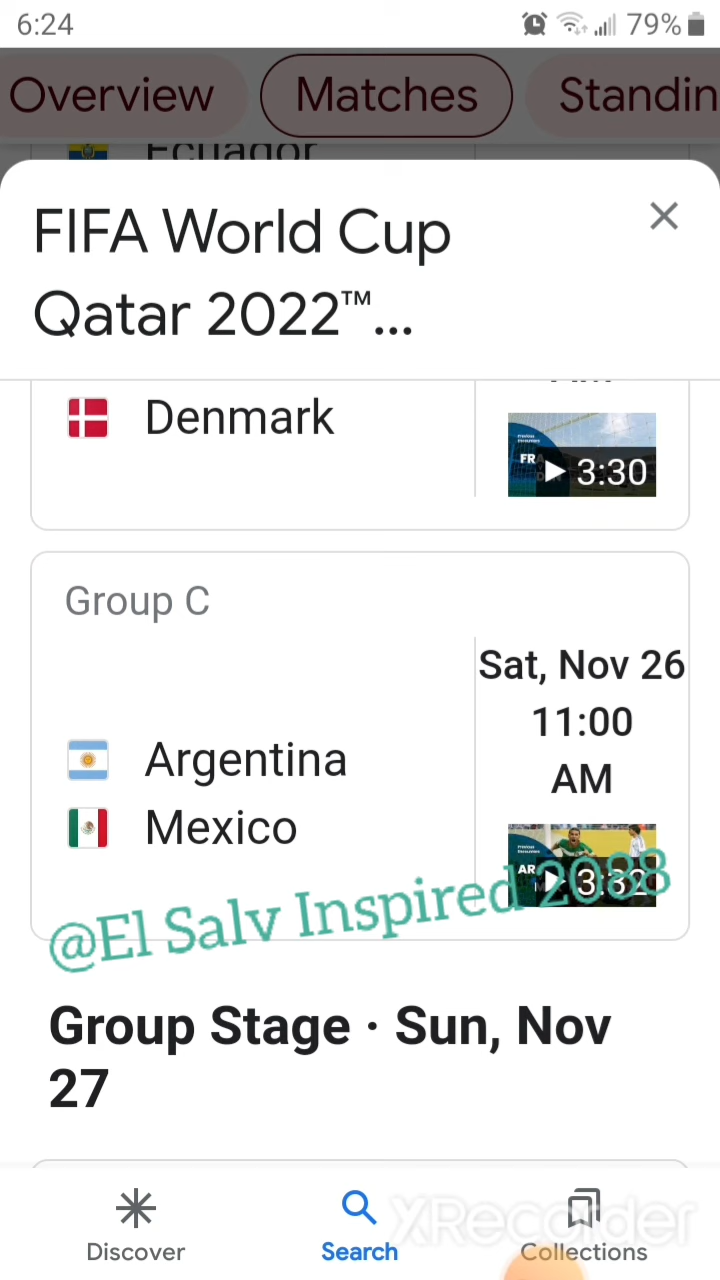 6:24
79%
Overview
Matches
Standin
Ecuador
FIFA World Cup
Qatar 2022™...
Denmark
FRA
3:30
Group C
Sat, Nov 26
11:00
AM
Argentina
Mexico
AR
3:32
@El Salv Inspired 2088
Group Stage · Sun, Nov
27
Discover
Search
Collections
XRecorder